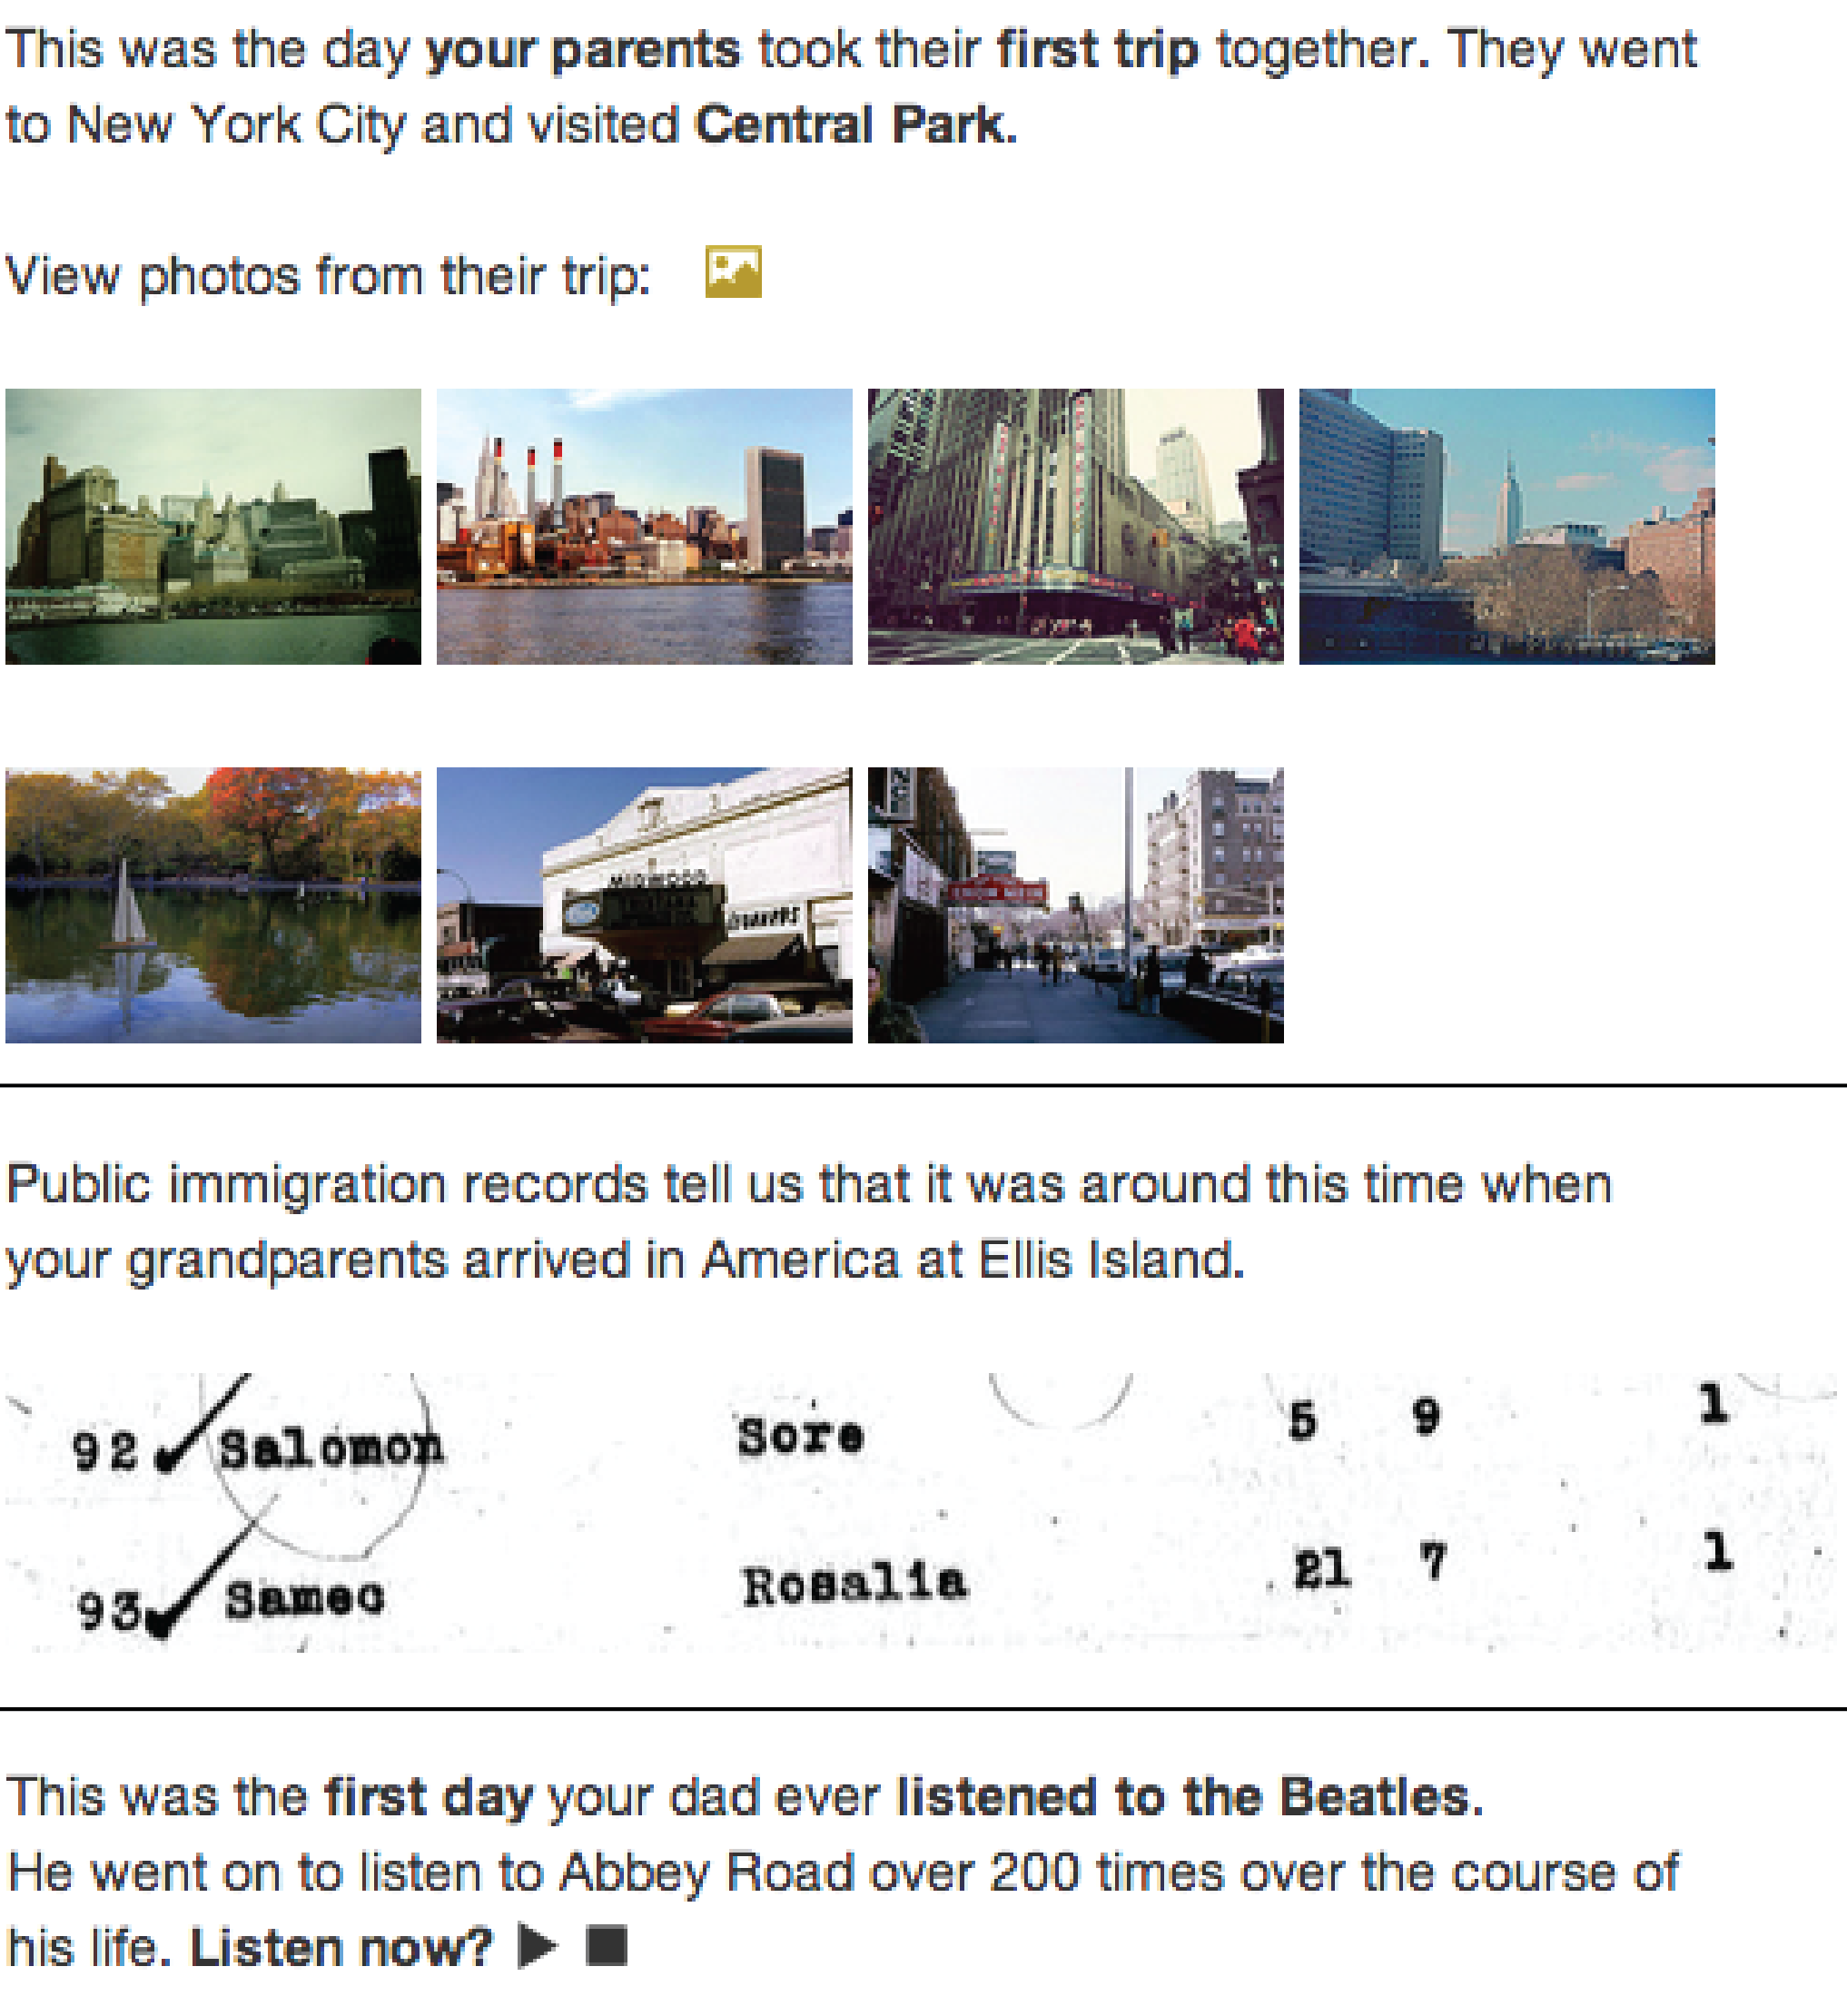 This was the day your parents took their first trip together. They went
to New York City and visited Central Park.
View photos from their trip:
MIDWOOD
Public immigration records tell us that it was around this time when
your grandparents arrived in America at Ellis Island.
92 Salomon Sore 5 9 1
93 Samec Rosalia 21 7 1
This was the first day your dad ever listened to the Beatles.
He went on to listen to Abbey Road over 200 times over the course of
his life. Listen now?